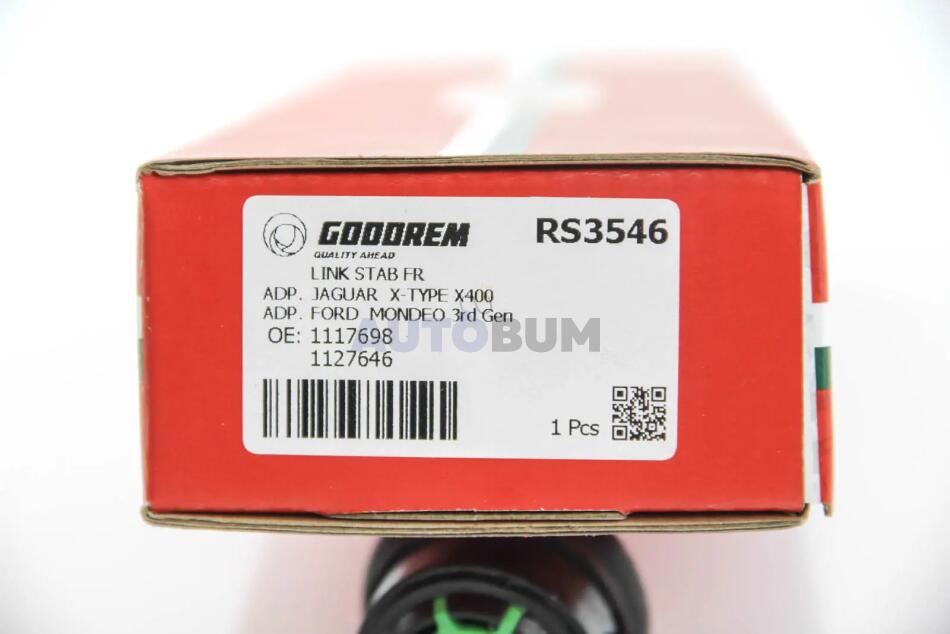 GOODREM
RS3546
QUALITY AHEAD
LINK STAB FR
ADP. JAGUAR X-TYPE X400
ADP. FORD MONDEO 3rd Gen
OE: 1117698
1127646
AUTOBUM
1 Pcs